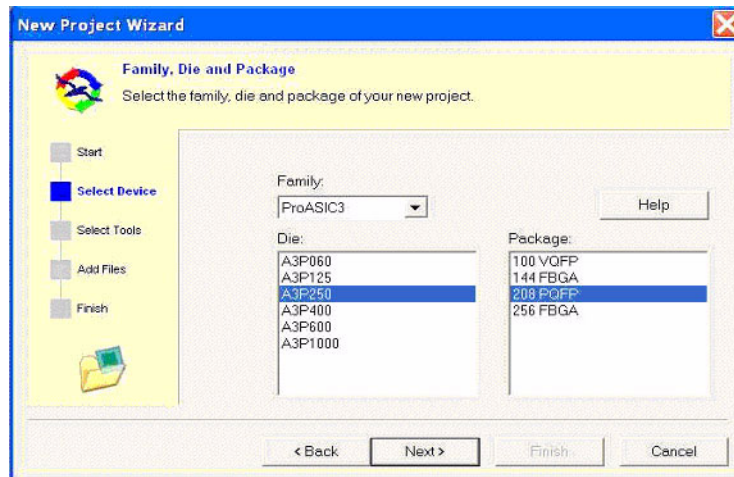 New Project Wizard
Family, Die and Package
Select the family, die and package of your new project.
Start
Select Device
Select Tools
Add Files
Finish
Family:
ProASIC3
Help
Die:
A3P060
A3P125
A3P250
A3P400
A3P600
A3P1000
Package:
100 VQFP
144 FBGA
208 PQFP
256 FBGA
< Back
Next >
Finish
Cancel